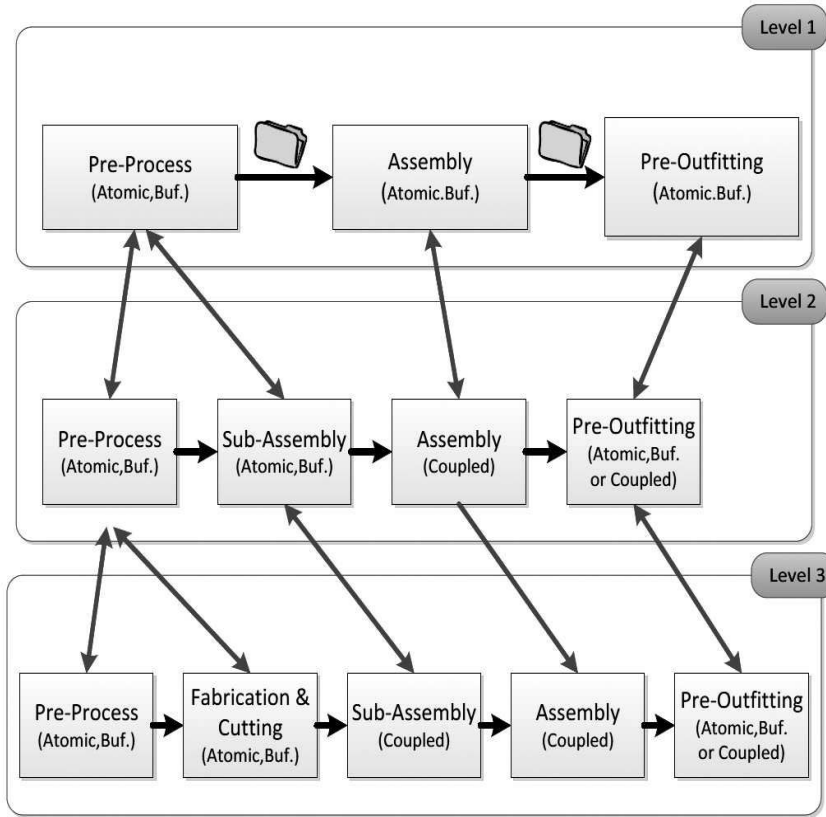 Level 1
Pre-Process
(Atomic,Buf.)
Assembly
(Atomic.Buf.)
Pre-Outfitting
(Atomic.Buf.)
Level 2
Pre-Process
(Atomic,Buf.)
Sub-Assembly
(Atomic,Buf.)
Assembly
(Coupled)
Pre-Outfitting
(Atomic,Buf.
or Coupled)
Level 3
Pre-Process
(Atomic,Buf.)
Fabrication &
Cutting
(Atomic,Buf.)
Sub-Assembly
(Coupled)
Assembly
(Coupled)
Pre-Outfitting
(Atomic,Buf.
or Coupled)